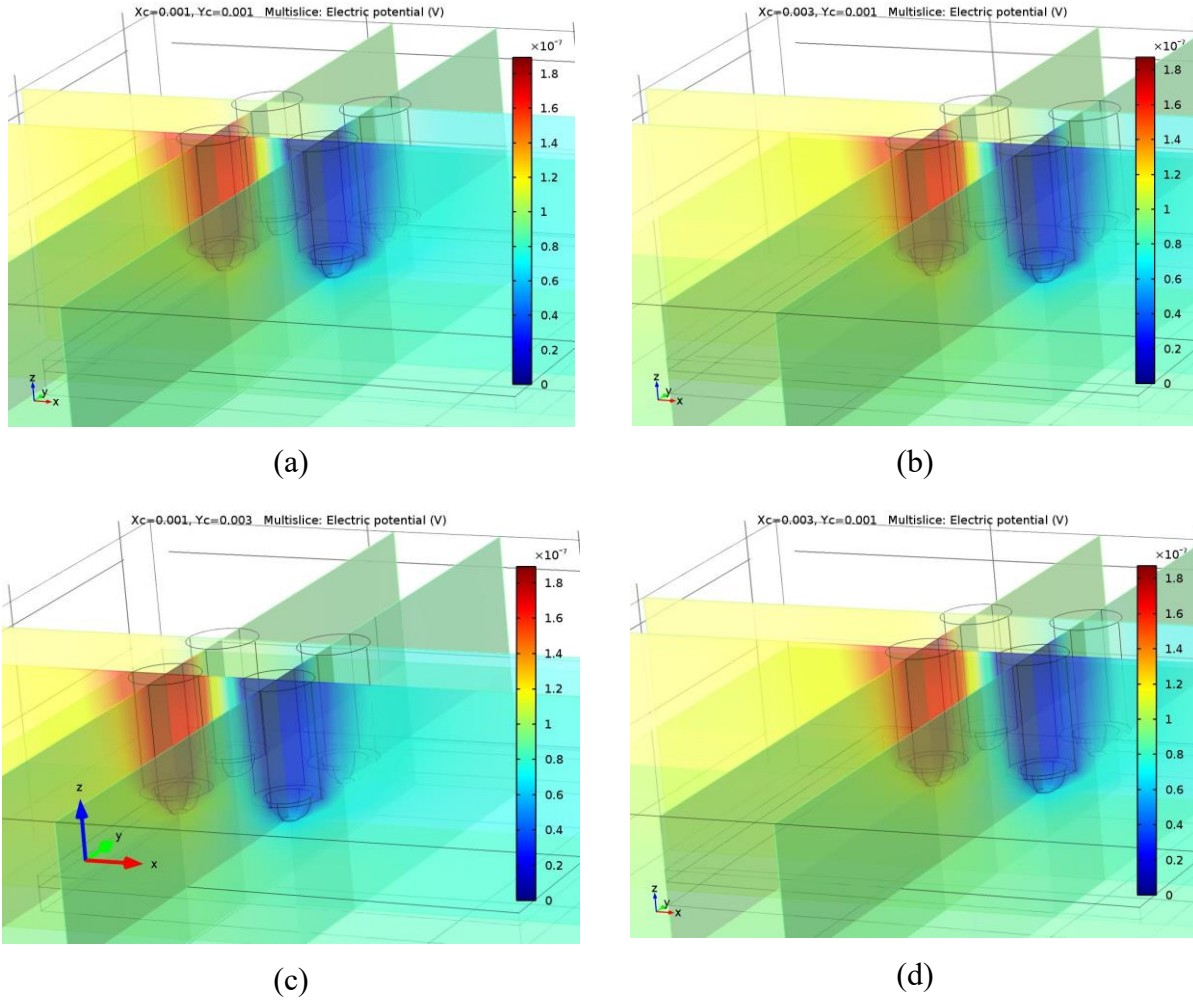 Xc=0.001, Yc=0.001 Multislice: Electric potential (V)
×10⁻⁷
1.8
1.6
1.4
1.2
1
0.8
0.6
0.4
0.2
0
z
y
x
(a)
Xc=0.003, Yc=0.001 Multislice: Electric potential (V)
×10⁻⁷
1.8
1.6
1.4
1.2
1
0.8
0.6
0.4
0.2
0
z
y
x
(b)
Xc=0.001, Yc=0.003 Multislice: Electric potential (V)
×10⁻⁷
1.8
1.6
1.4
1.2
1
0.8
0.6
0.4
0.2
0
z
y
x
(c)
Xc=0.003, Yc=0.001 Multislice: Electric potential (V)
×10⁻⁷
1.8
1.6
1.4
1.2
1
0.8
0.6
0.4
0.2
0
z
y
x
(d)